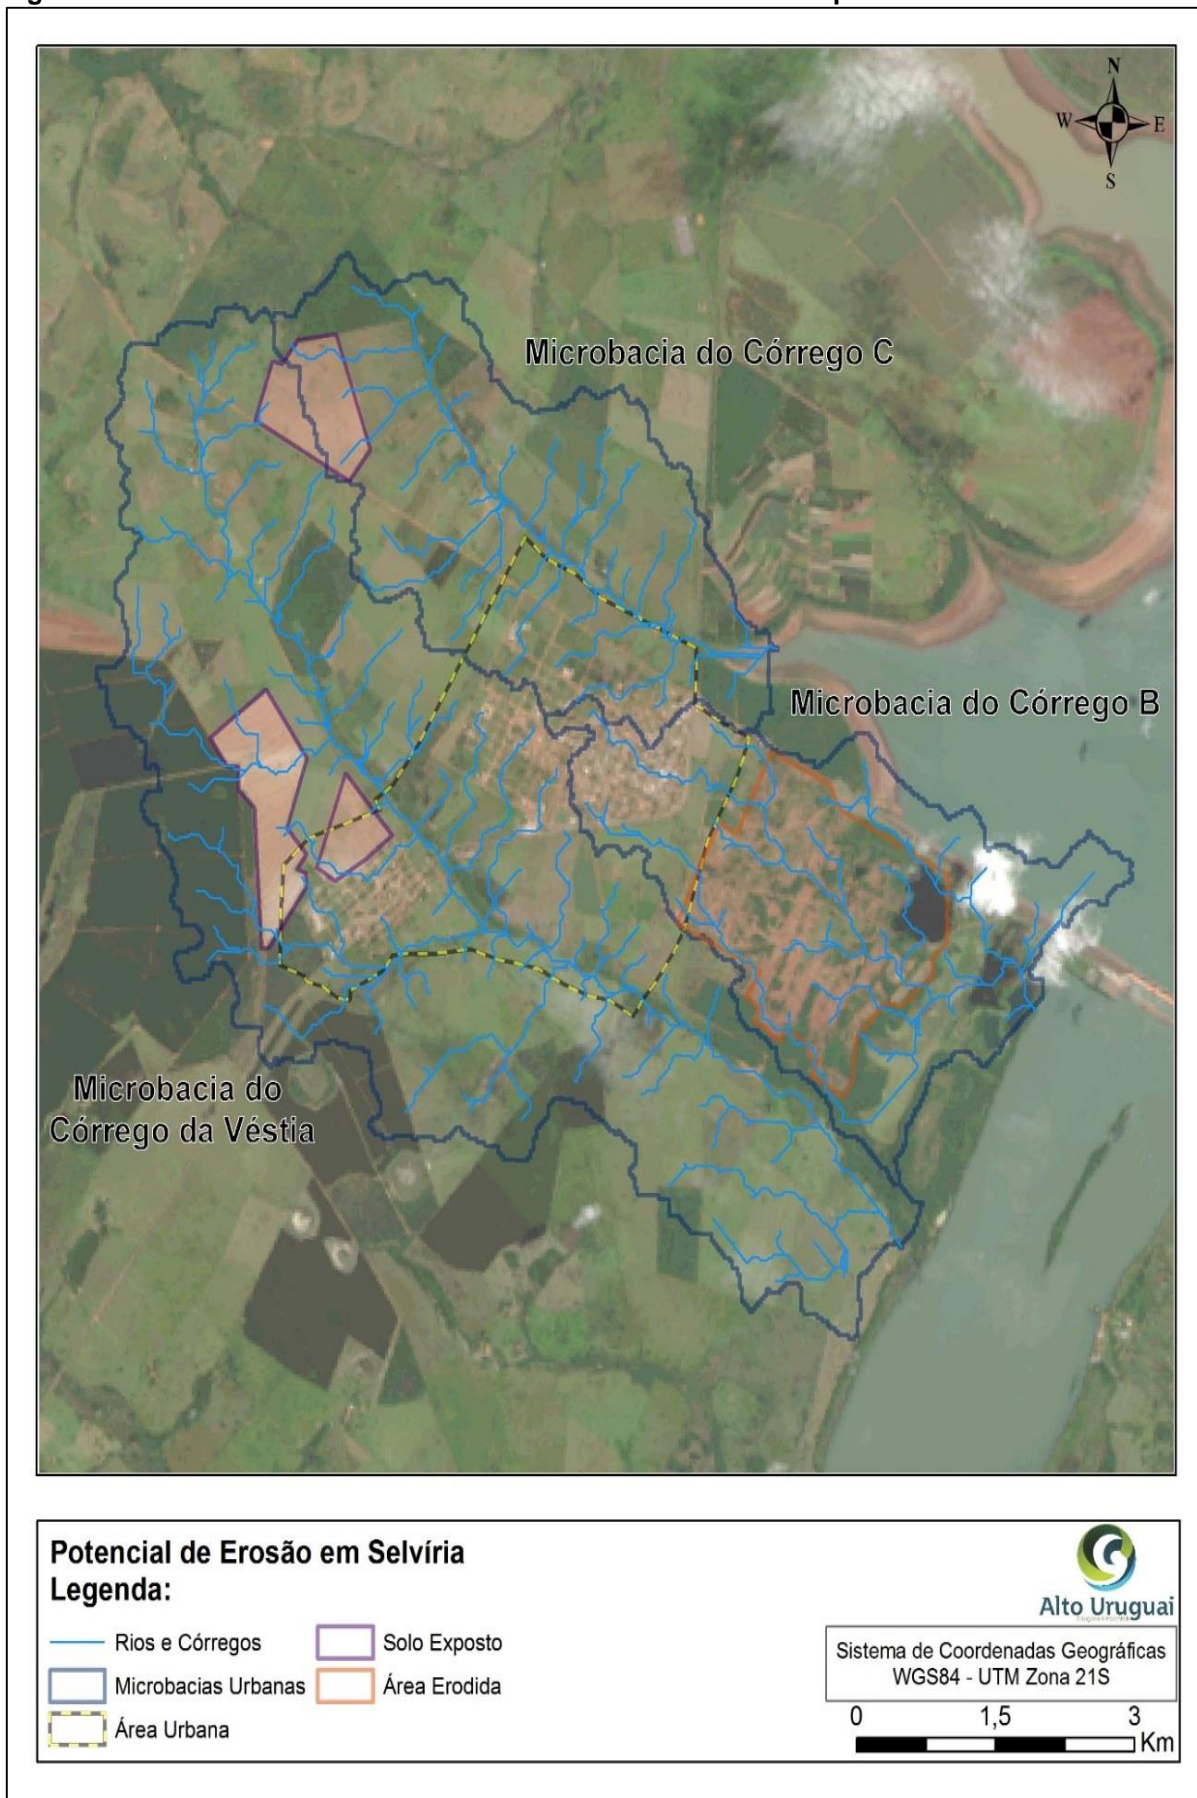 N
W
E
S
Microbacia do Córrego C
Microbacia do Córrego B
Microbacia do
Córrego da Véstia
Potencial de Erosão em Selvíria
Legenda:
Rios e Córregos
Solo Exposto
Microbacias Urbanas
Área Erodida
Área Urbana
Alto Uruguai
Sistema de Coordenadas Geográficas
WGS84 - UTM Zona 21S
0 1,5 3
Km